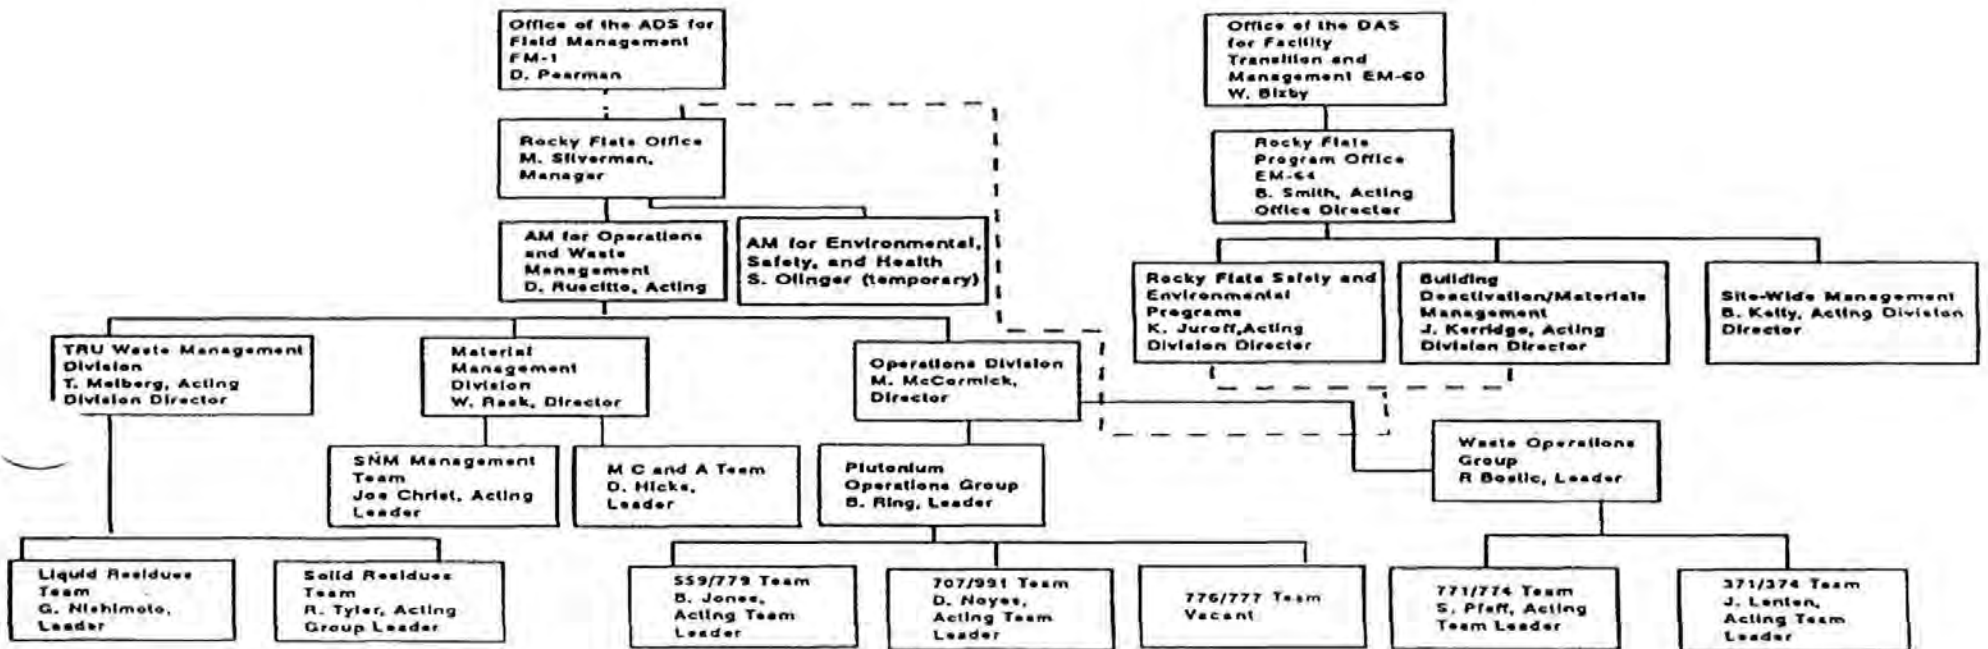 Office of the ADS for
Field Management
FM-1
D. Pearman
Office of the DAS
for Facility
Transition and
Management EM-60
W. Bixby
Rocky Flats Office
M. Silverman,
Manager
Rocky Flats
Program Office
EM-64
B. Smith, Acting
Office Director
AM for Operations
and Waste
Management
D. Ruscitto, Acting
AM for Environmental,
Safety, and Health
S. Olinger (temporary)
Rocky Flats Safety and
Environmental
Programs
K. Juroff, Acting
Division Director
Building
Deactivation/Materials
Management
J. Kerridge, Acting
Division Director
Site-Wide Management
B. Kelly, Acting Division
Director
TRU Waste Management
Division
T. Melberg, Acting
Division Director
Material
Management
Division
W. Rask, Director
Operations Division
M. McCormick,
Director
SNM Management
Team
Joe Christ, Acting
Leader
M C and A Team
D. Hicks,
Leader
Plutonium
Operations Group
B. Ring, Leader
Waste Operations
Group
R Bostic, Leader
Liquid Residues
Team
G. Nishimoto,
Leader
Solid Residues
Team
R. Tyler, Acting
Group Leader
559/779 Team
B. Jones,
Acting Team
Leader
707/991 Team
D. Noyes,
Acting Team
Leader
776/777 Team
Vacant
771/774 Team
S. Pfaff, Acting
Team Leader
371/374 Team
J. Lenten,
Acting Team
Leader